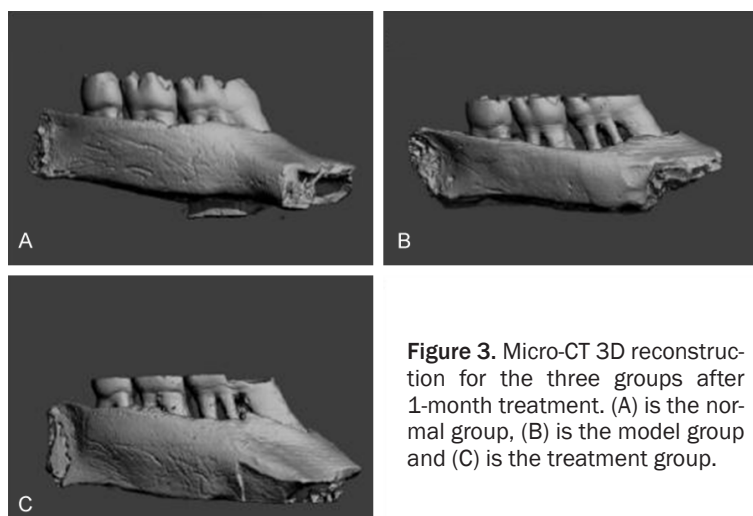 A
B
C
Figure 3. Micro-CT 3D reconstruc-
tion for the three groups after
1-month treatment. (A) is the nor-
mal group, (B) is the model group
and (C) is the treatment group.